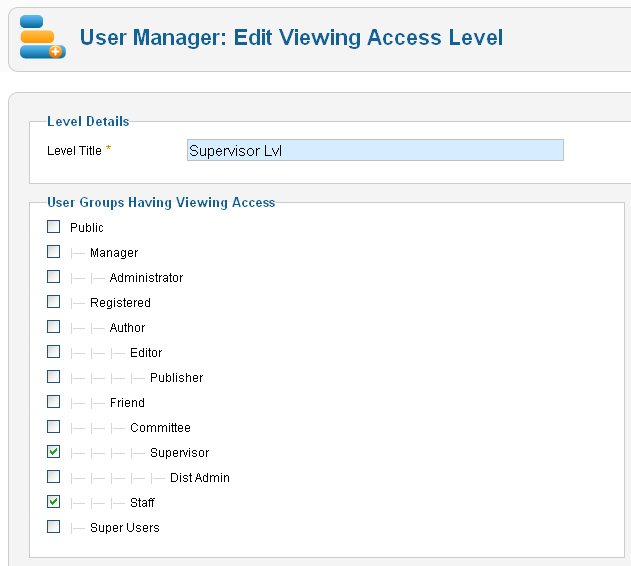 User Manager: Edit Viewing Access Level
Level Details
Level Title *
Supervisor Lvl
User Groups Having Viewing Access
Public
|— Manager
|— |— Administrator
|— Registered
|— |— Author
|— |— |— Editor
|— |— |— |— Publisher
|— |— Friend
|— |— |— Committee
|— |— |— |— Supervisor
|— |— |— |— |— Dist Admin
|— |— |— Staff
|— Super Users